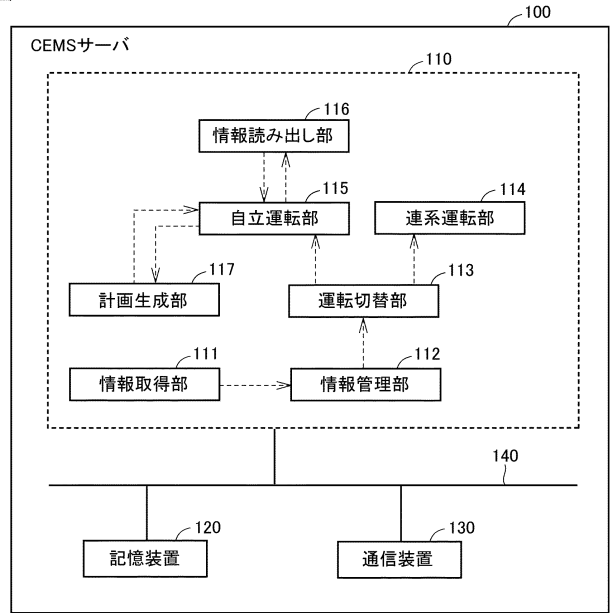 100
CEMSサーバ
110
116
情報読み出し部
115
自立運転部
114
連系運転部
117
計画生成部
113
運転切替部
111
情報取得部
112
情報管理部
140
120
記憶装置
130
通信装置